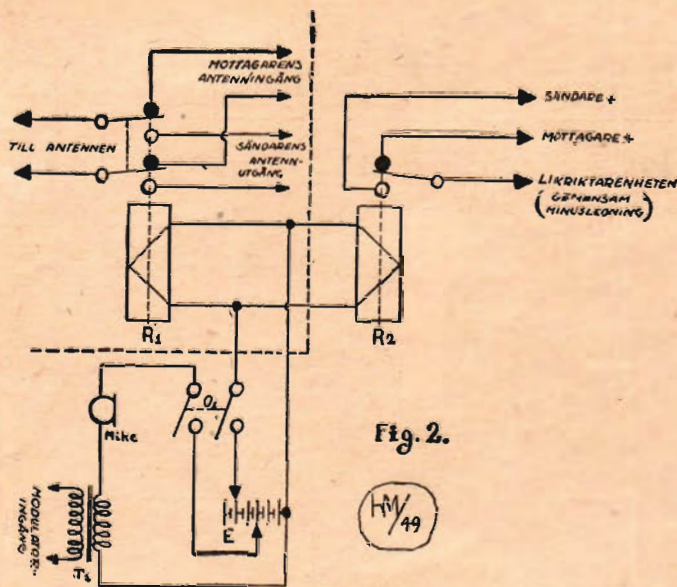 MOTTAGARENS
ANTENNINGÅNG
TILL ANTENNEN
SÄNDARENS
ANTENN-
UTGÅNG
SÄNDARE +
MOTTAGARE +
LIKRIKTARENHETEN
(GEMENSAM
MINUSLEDNING)
R1
R2
Mike
O1
E
MODULATOR-
INGÅNG
T1
Fig. 2.
HM/49